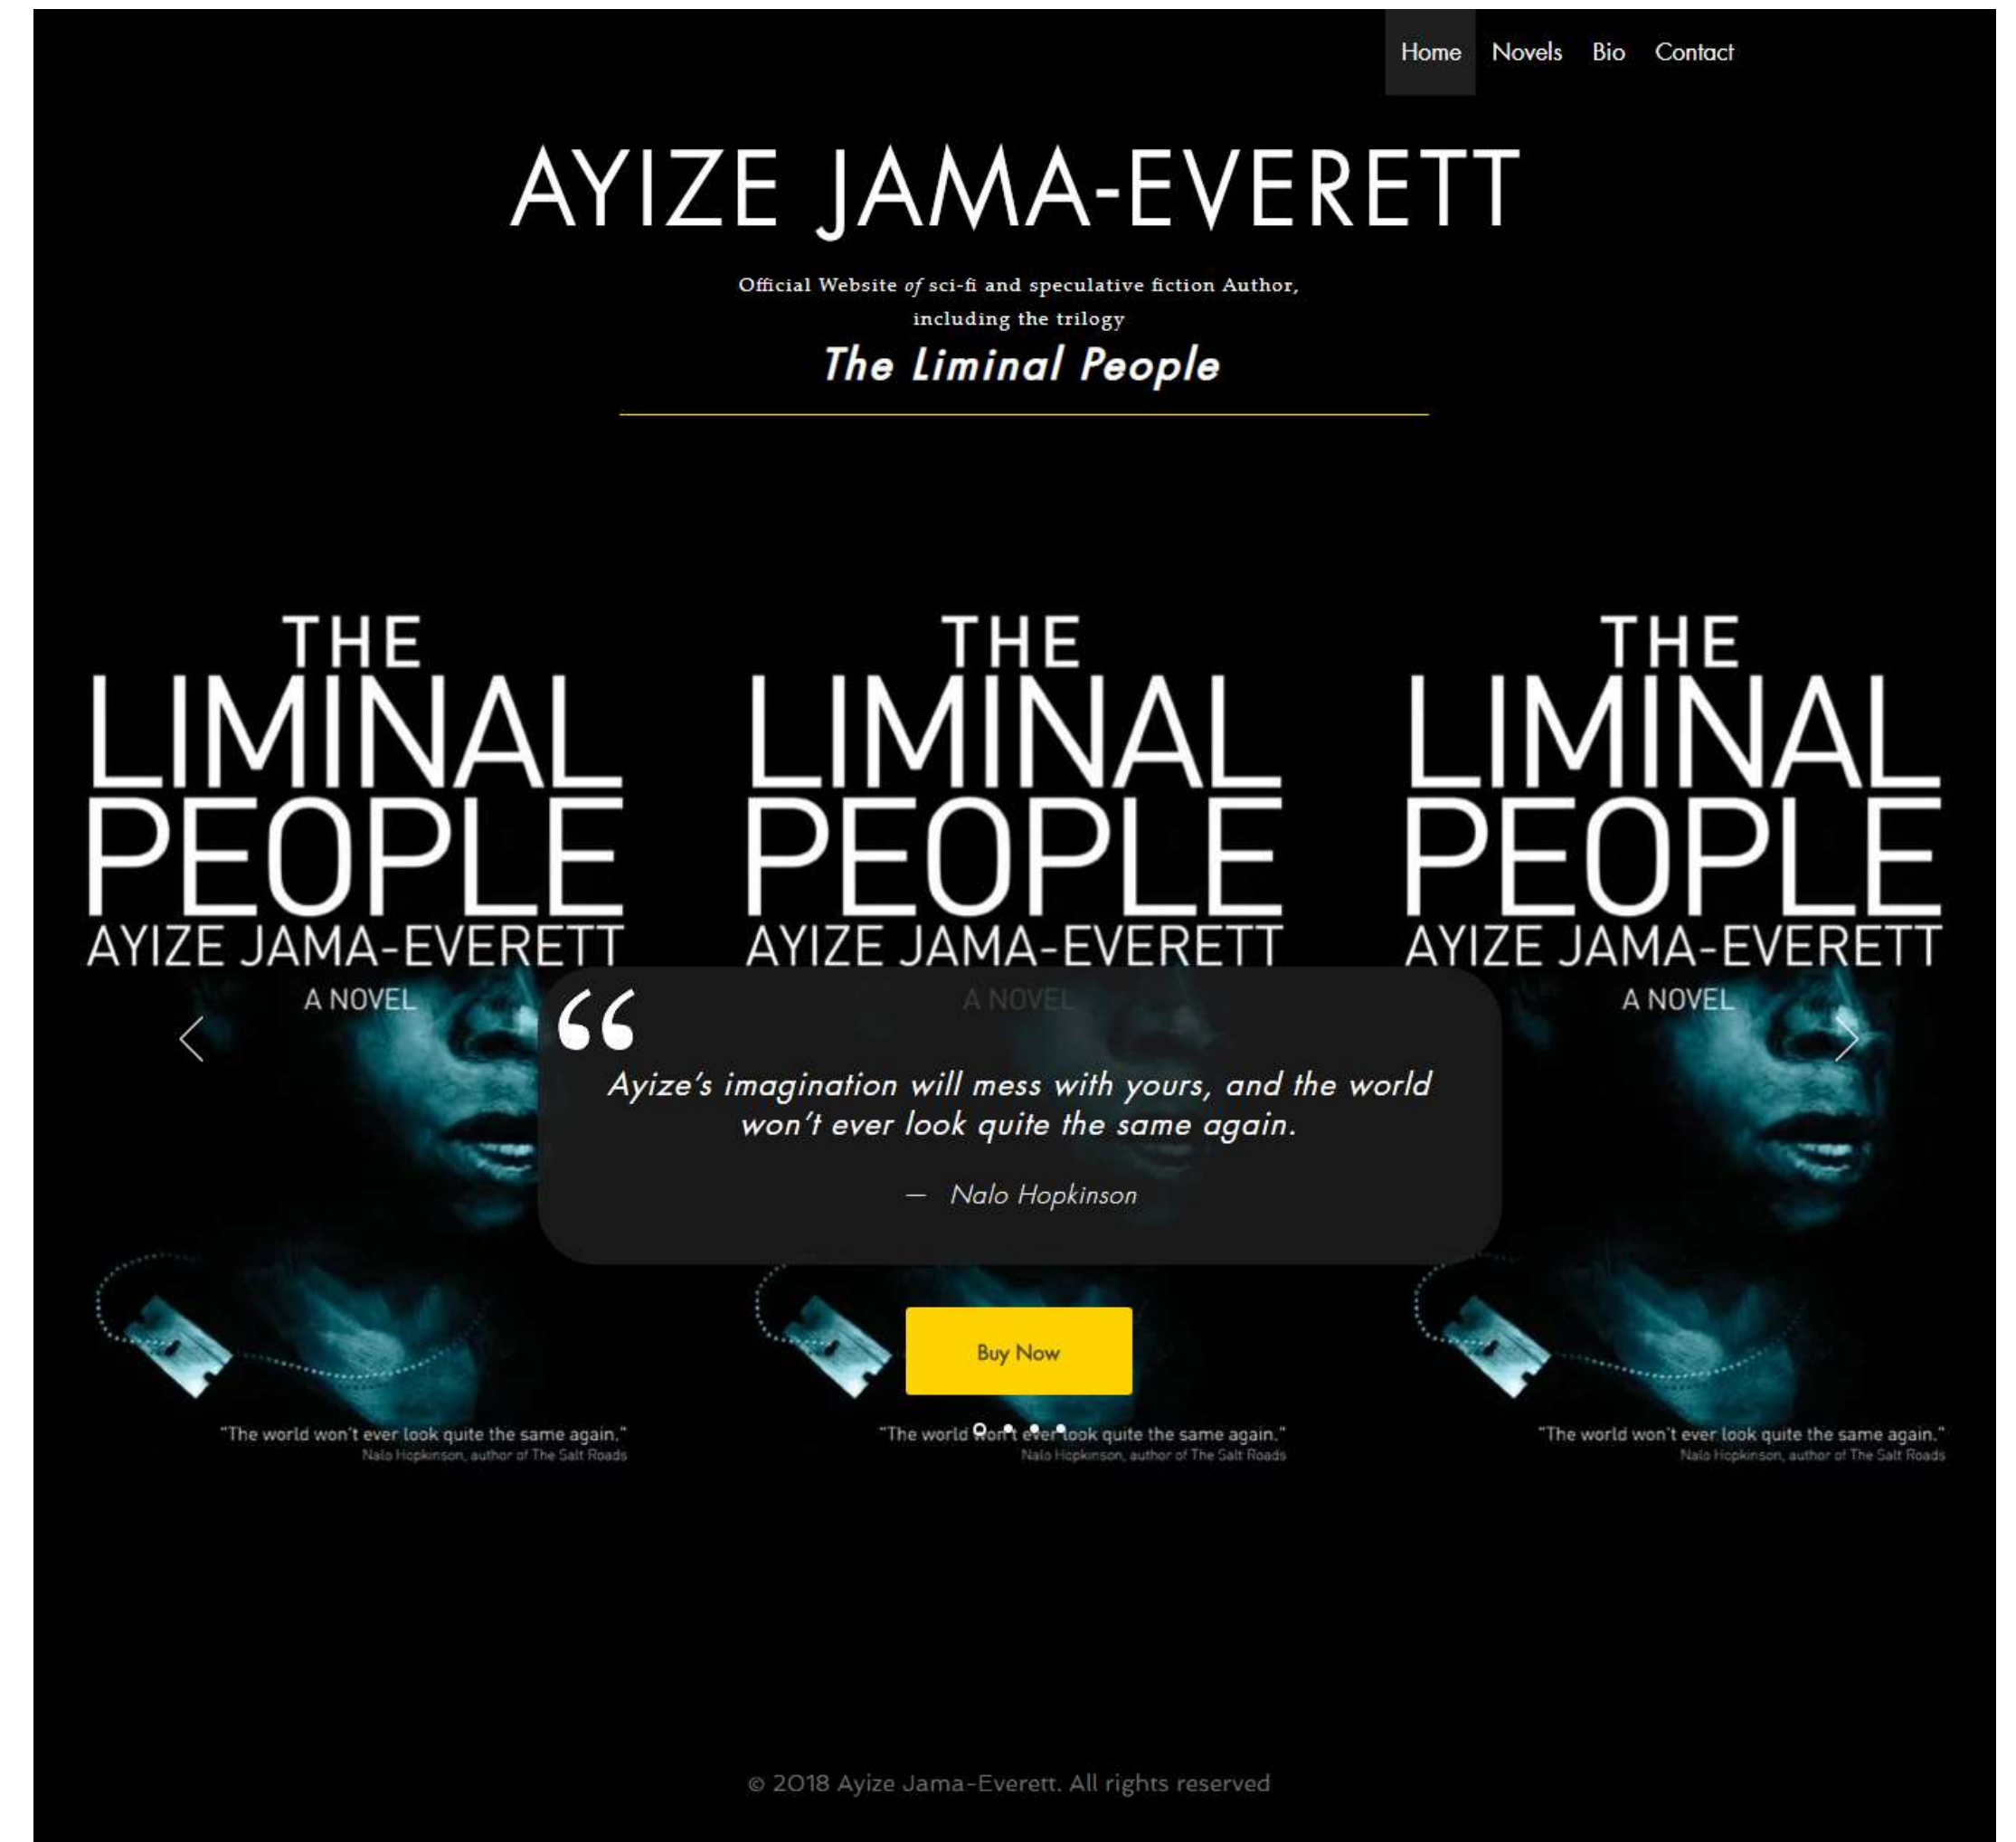 Home Novels Bio Contact
AYIZE JAMA-EVERETT
Official Website of sci-fi and speculative fiction Author,
including the trilogy
The Liminal People
THE
LIMINAL
PEOPLE
AYIZE JAMA-EVERETT
A NOVEL
"The world won't ever look quite the same again."
Nalo Hopkinson, author of The Salt Roads
THE
LIMINAL
PEOPLE
AYIZE JAMA-EVERETT
A NOVEL
“
Ayize's imagination will mess with yours, and the world
won't ever look quite the same again.
— Nalo Hopkinson
Buy Now
"The world won't ever look quite the same again."
Nalo Hopkinson, author of The Salt Roads
THE
LIMINAL
PEOPLE
AYIZE JAMA-EVERETT
A NOVEL
"The world won't ever look quite the same again."
Nalo Hopkinson, author of The Salt Roads
© 2018 Ayize Jama-Everett. All rights reserved